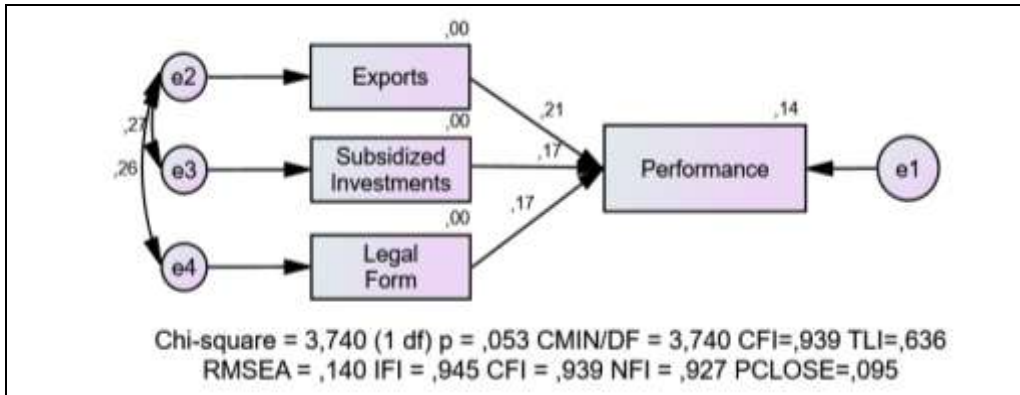 ,00
e2
Exports
,21
,14
,27
,00
e3
Subsidized
Investments
,17
Performance
e1
,26
,00
,17
e4
Legal
Form
Chi-square = 3,740 (1 df) p = ,053 CMIN/DF = 3,740 CFI=,939 TLI=,636
RMSEA = ,140 IFI = ,945 CFI = ,939 NFI = ,927 PCLOSE=,095